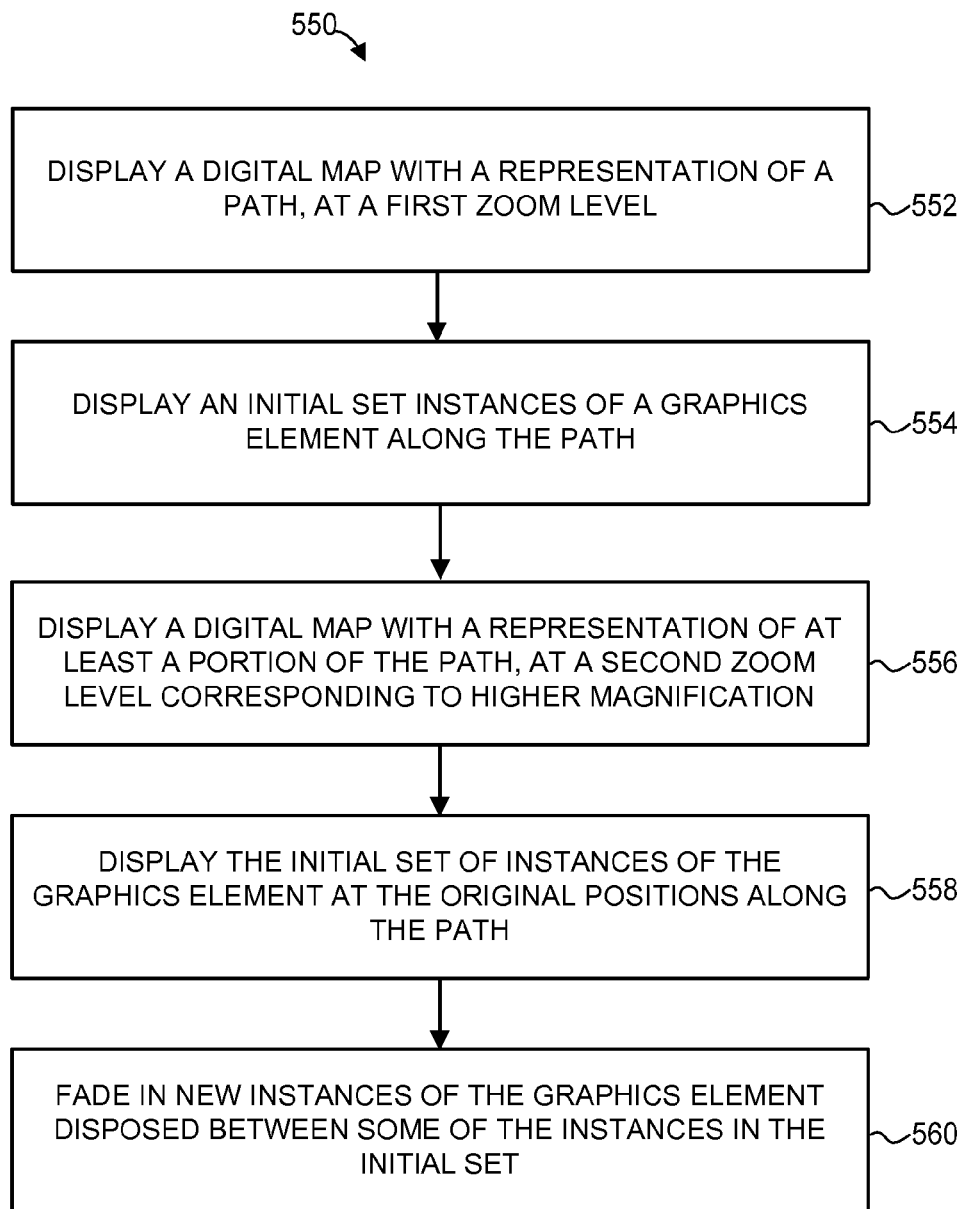 550
DISPLAY A DIGITAL MAP WITH A REPRESENTATION OF A
PATH, AT A FIRST ZOOM LEVEL
552
DISPLAY AN INITIAL SET INSTANCES OF A GRAPHICS
ELEMENT ALONG THE PATH
554
DISPLAY A DIGITAL MAP WITH A REPRESENTATION OF AT
LEAST A PORTION OF THE PATH, AT A SECOND ZOOM
LEVEL CORRESPONDING TO HIGHER MAGNIFICATION
556
DISPLAY THE INITIAL SET OF INSTANCES OF THE
GRAPHICS ELEMENT AT THE ORIGINAL POSITIONS ALONG
THE PATH
558
FADE IN NEW INSTANCES OF THE GRAPHICS ELEMENT
DISPOSED BETWEEN SOME OF THE INSTANCES IN THE
INITIAL SET
560